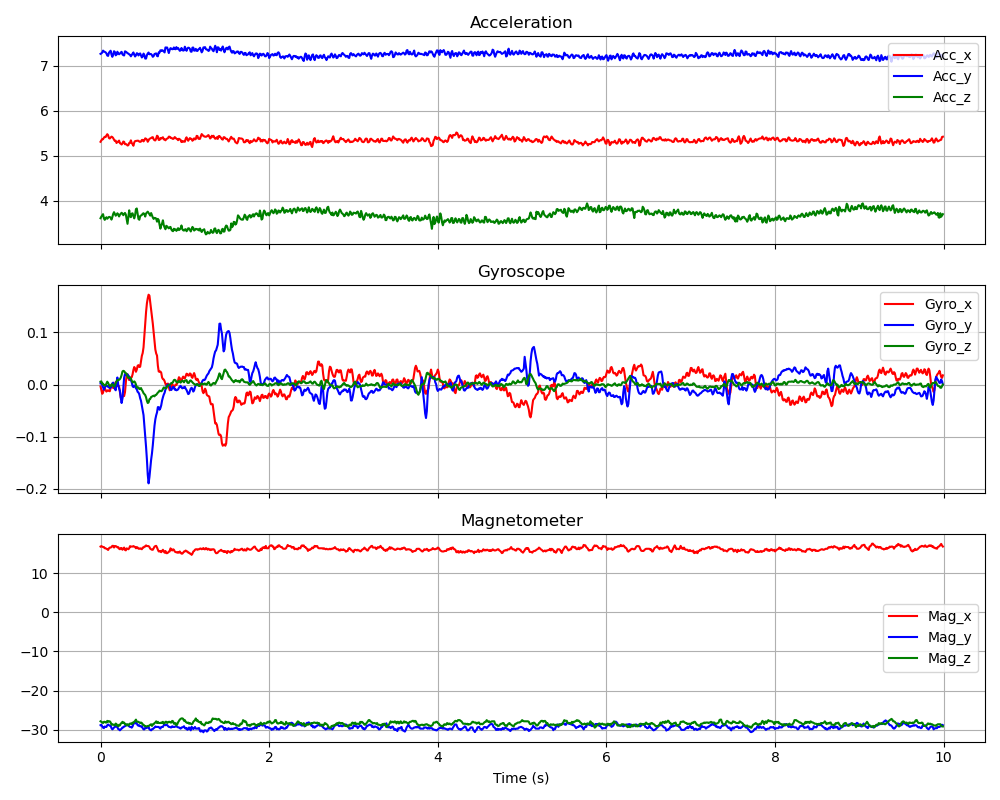 Acceleration
7
6
5
4
Acc_x
Acc_y
Acc_z
Gyroscope
0.1
0.0
−0.1
−0.2
Gyro_x
Gyro_y
Gyro_z
Magnetometer
10
0
−10
−20
−30
Mag_x
Mag_y
Mag_z
0 2 4 6 8 10
Time (s)